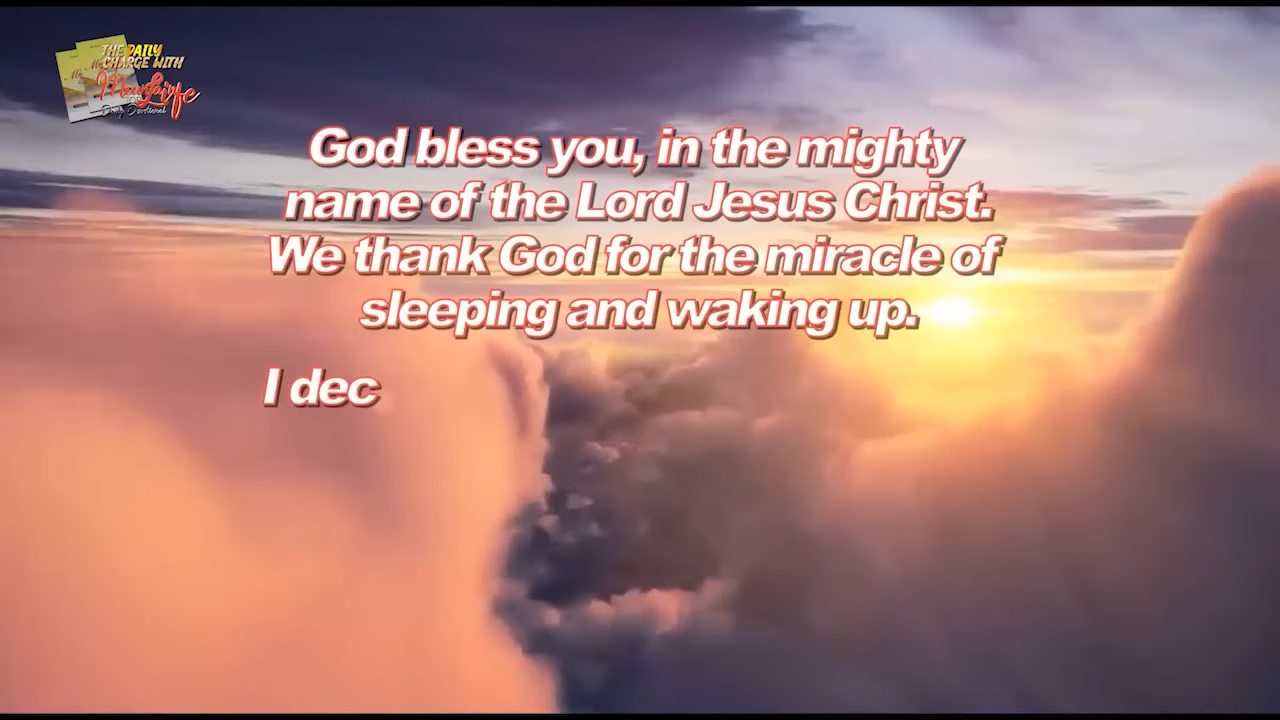 THE DAILY
CHARGE WITH
God bless you, in the mighty
name of the Lord Jesus Christ.
We thank God for the miracle of
sleeping and waking up.
I dec